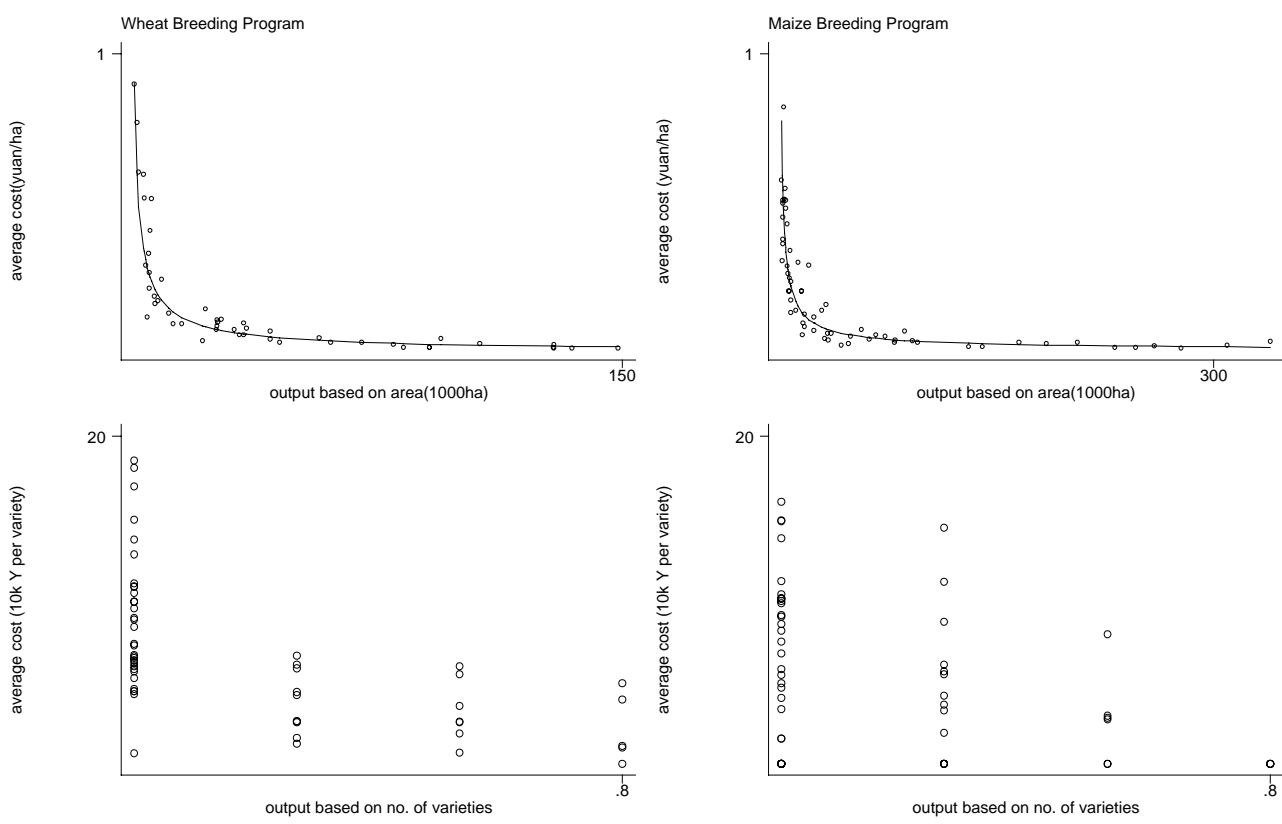 Wheat Breeding Program
1
average cost(yuan/ha)
150
output based on area(1000ha)
Maize Breeding Program
1
average cost (yuan/ha)
300
output based on area(1000ha)
20
average cost (10k Y per variety)
.8
output based on no. of varieties
20
average cost (10k Y per variety)
.8
output based on no. of varieties